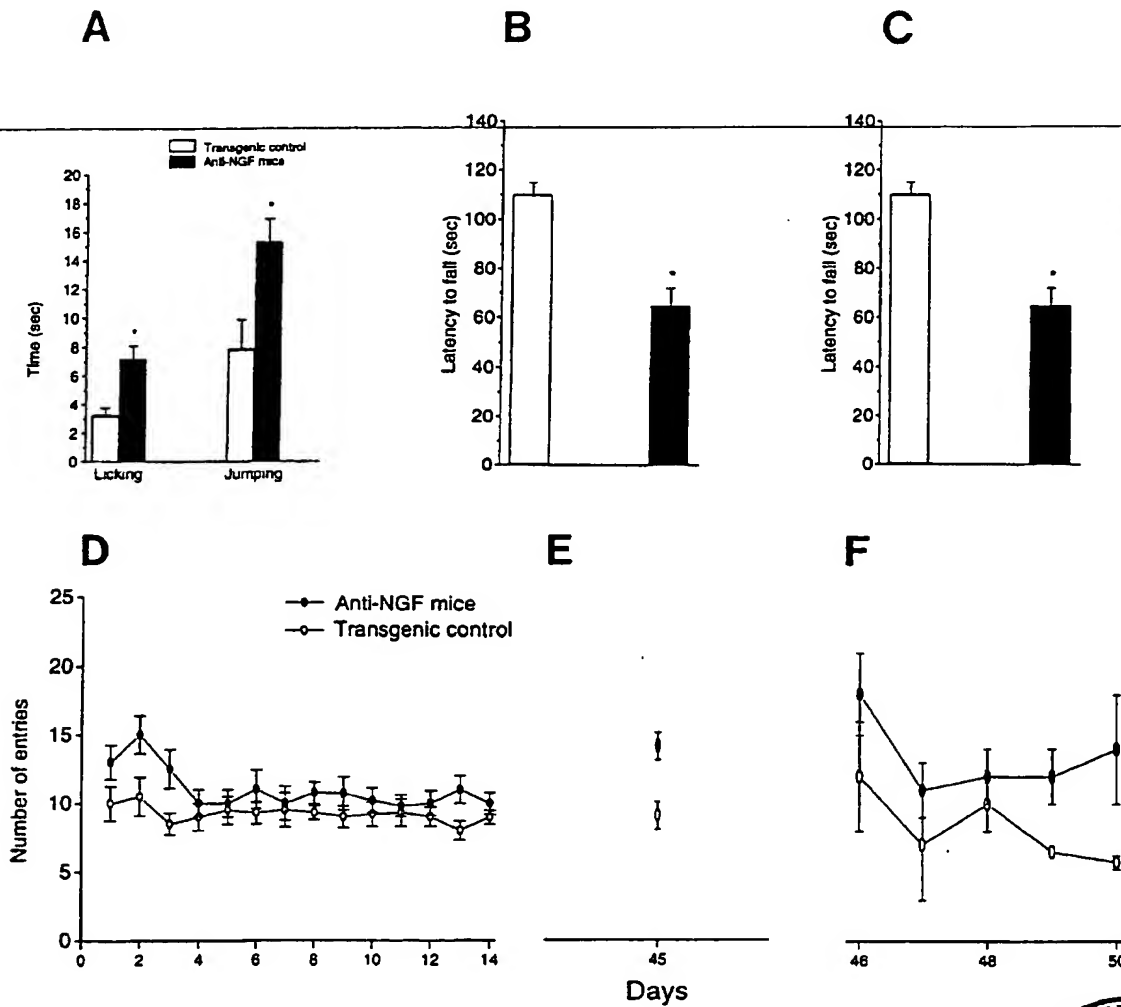 A
B
C
Transgenic control
Anti-NGF mice
20
18
16
14
12
10
8
6
4
2
0
Time (sec)
Licking
Jumping
140
120
100
80
60
40
20
0
Latency to fall (sec)
140
120
100
80
60
40
20
0
Latency to fall (sec)
D
E
F
Anti-NGF mice
Transgenic control
25
20
15
10
5
0
Number of entries
0 2 4 6 8 10 12 14
45
46 48 50
Days